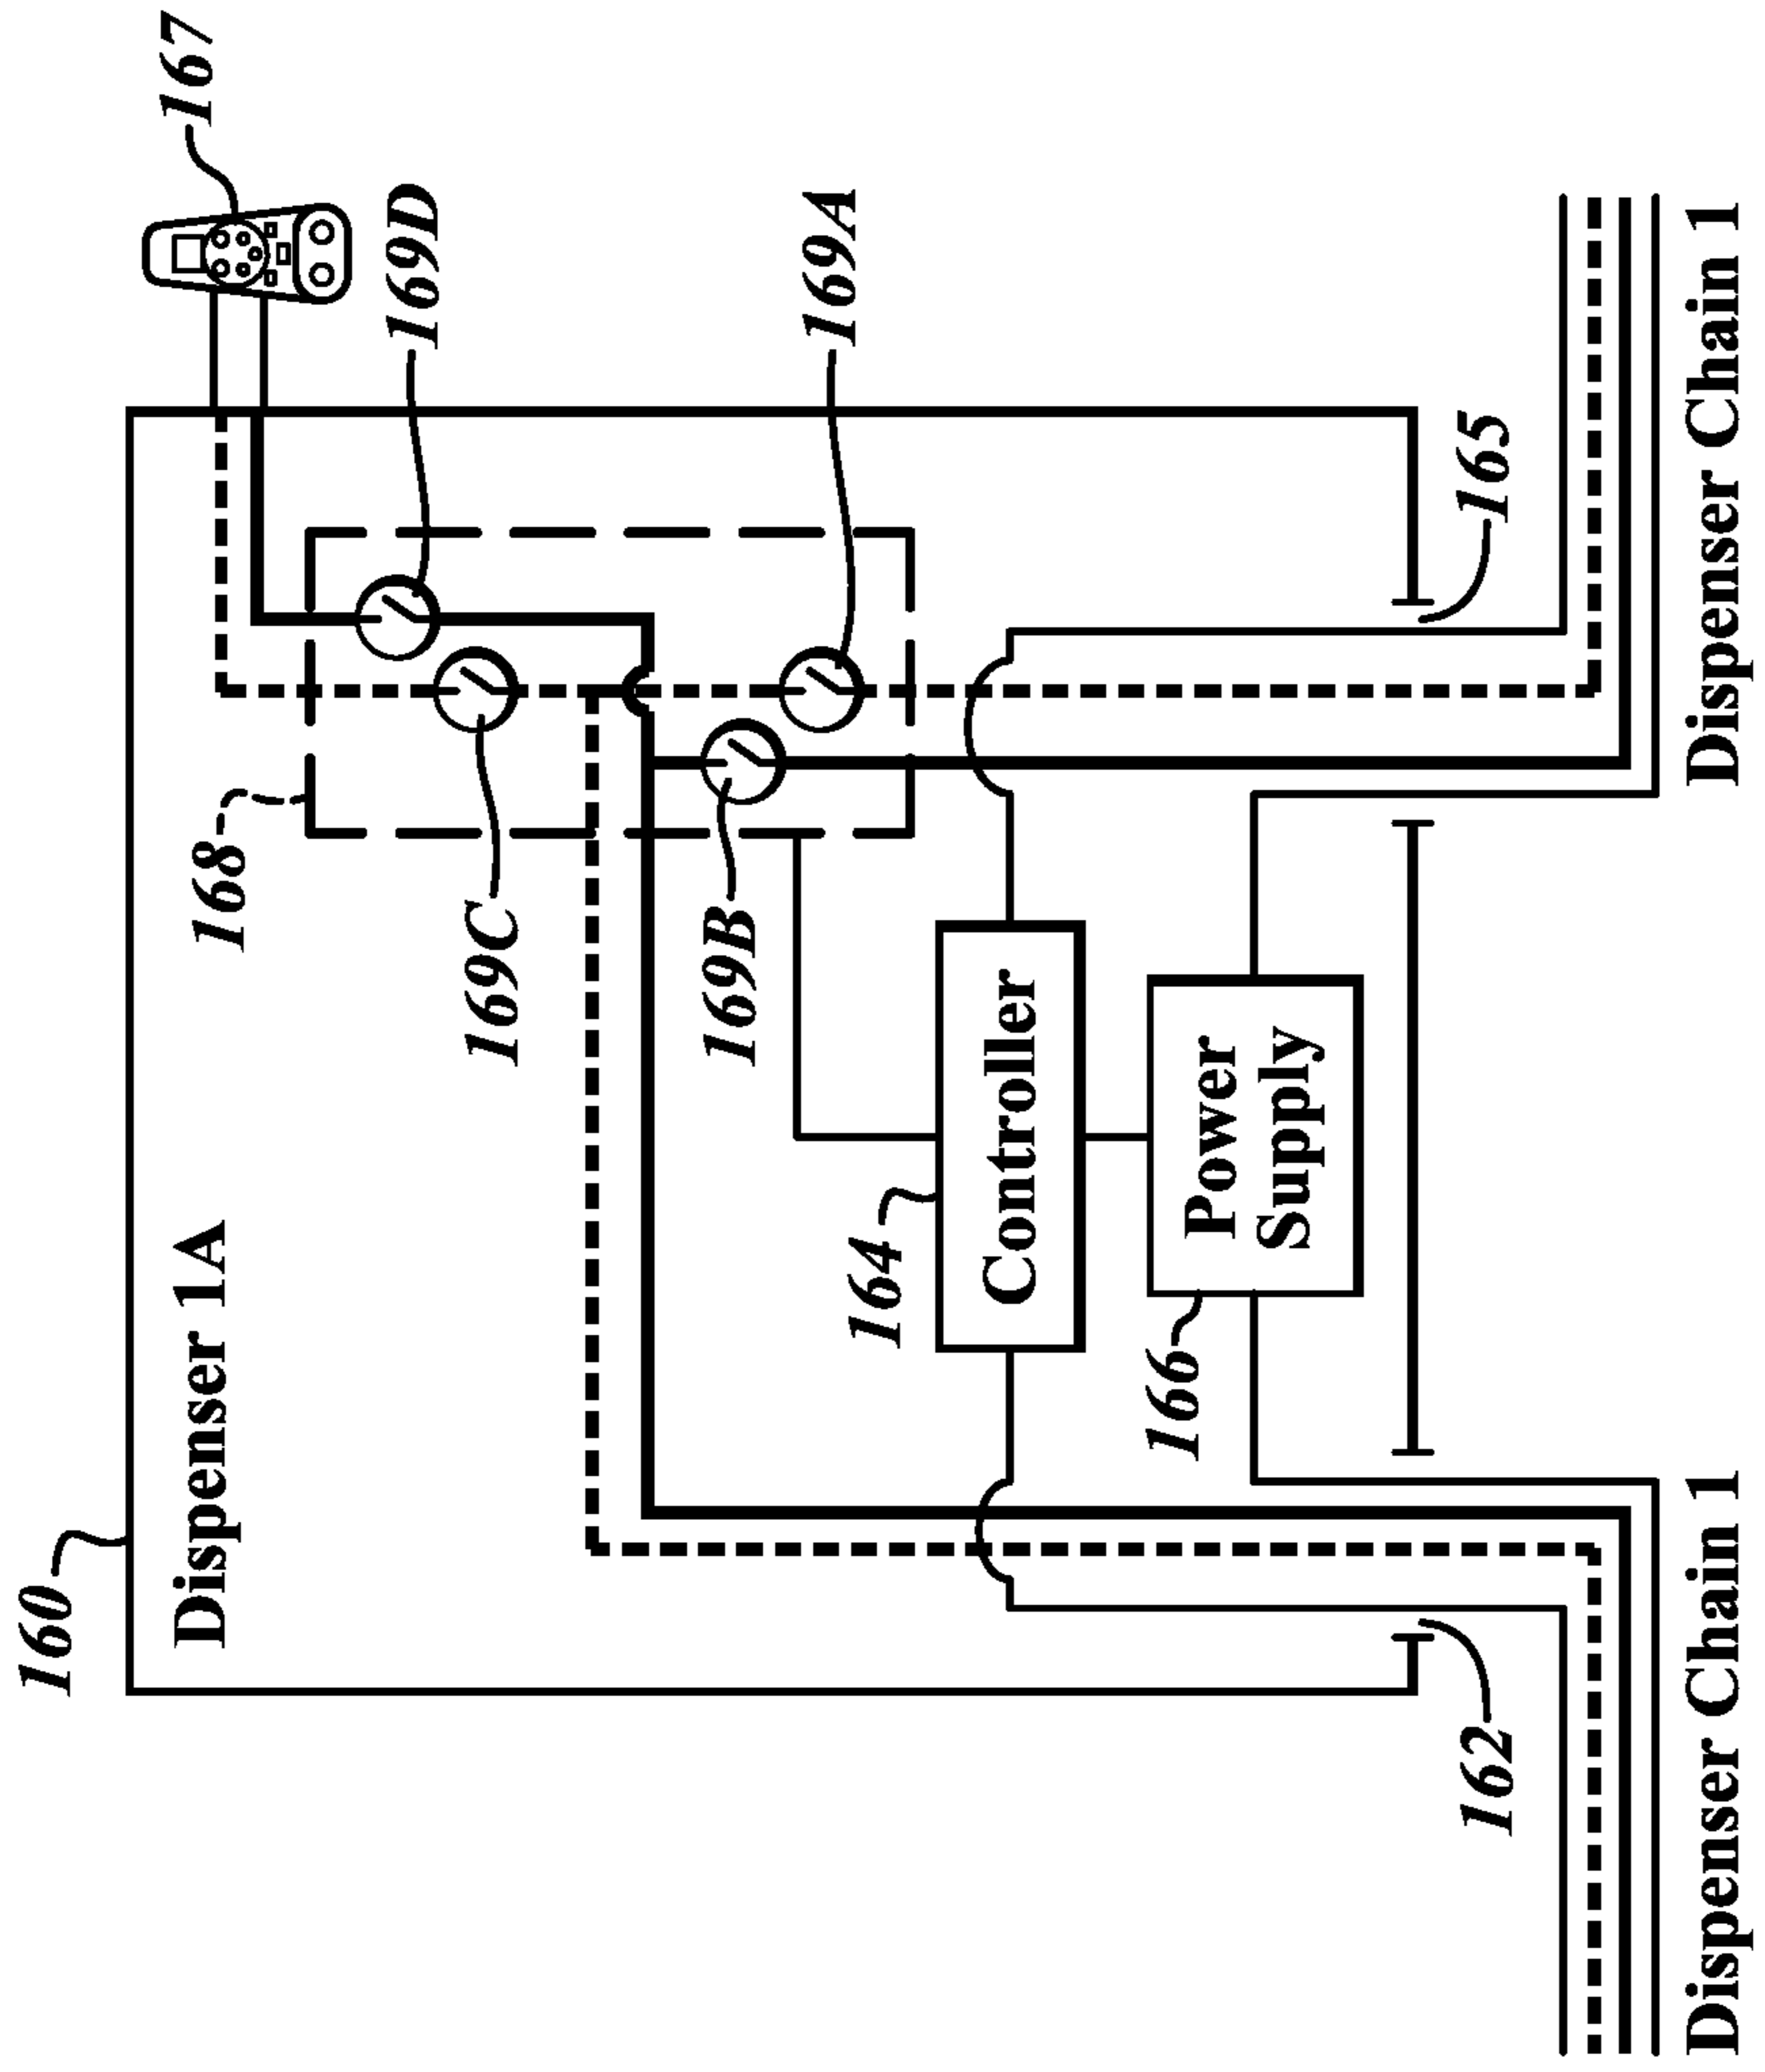 160
Dispenser 1A
168
167
169D
169C
169A
169B
164
Controller
166
Power
Supply
162
165
Dispenser Chain 1
Dispenser Chain 1